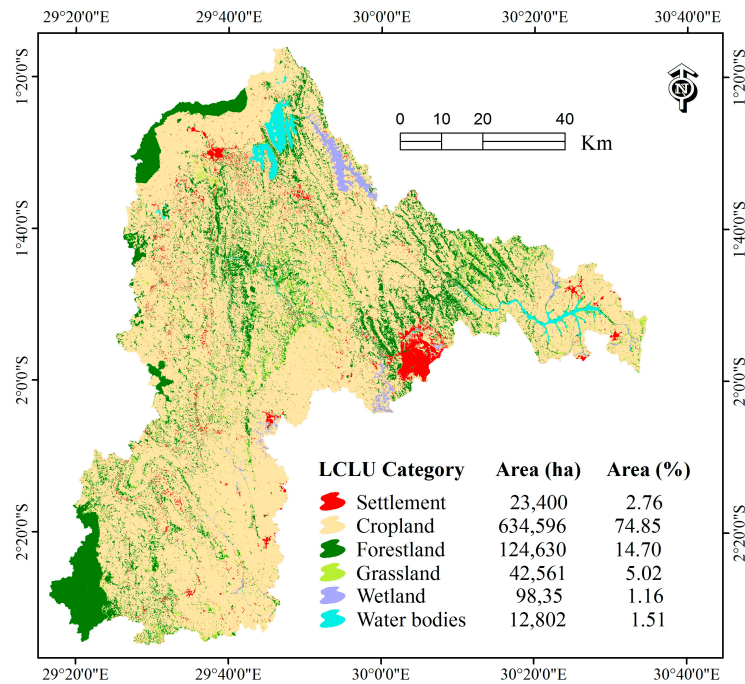 29°20'0"E 29°40'0"E 30°0'0"E 30°20'0"E 30°40'0"E
1°20'0"S 1°20'0"S
N
0 10 20 40
Km
1°40'0"S 1°40'0"S
2°0'0"S 2°0'0"S
LCLU Category Area (ha) Area (%)
Settlement 23,400 2.76
Cropland 634,596 74.85
2°20'0"S 2°20'0"S
Forestland 124,630 14.70
Grassland 42,561 5.02
Wetland 98,35 1.16
Water bodies 12,802 1.51
29°20'0"E 29°40'0"E 30°0'0"E 30°20'0"E 30°40'0"E